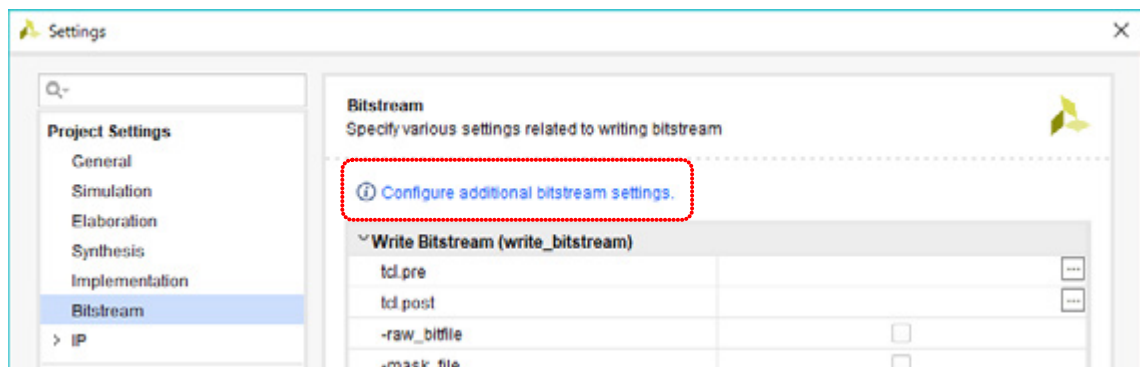 Settings
Project Settings
General
Simulation
Elaboration
Synthesis
Implementation
Bitstream
IP
Bitstream
Specify various settings related to writing bitstream
Configure additional bitstream settings.
Write Bitstream (write_bitstream)
tcl.pre
tcl.post
-raw_bitfile
-mask_file